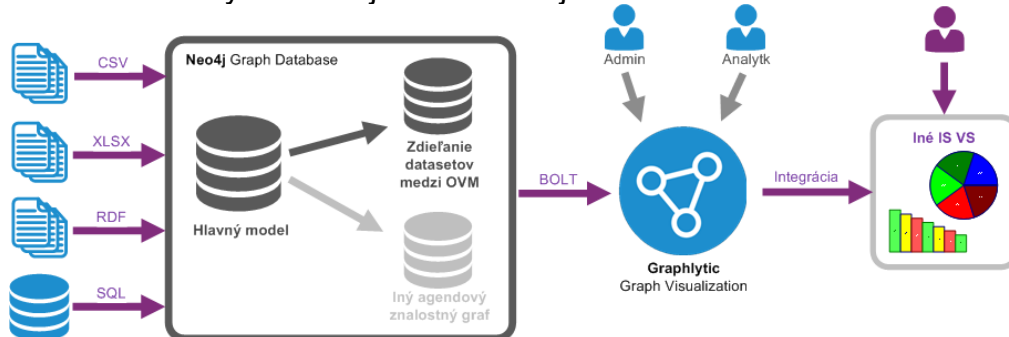 CSV
XLSX
RDF
SQL
Neo4j Graph Database
Hlavný model
Zdieľanie
datasetov
medzi OVM
Iný agendový
znalostný graf
BOLT
Admin
Analytk
Graphlytic
Graph Visualization
Integrácia
Iné IS VS